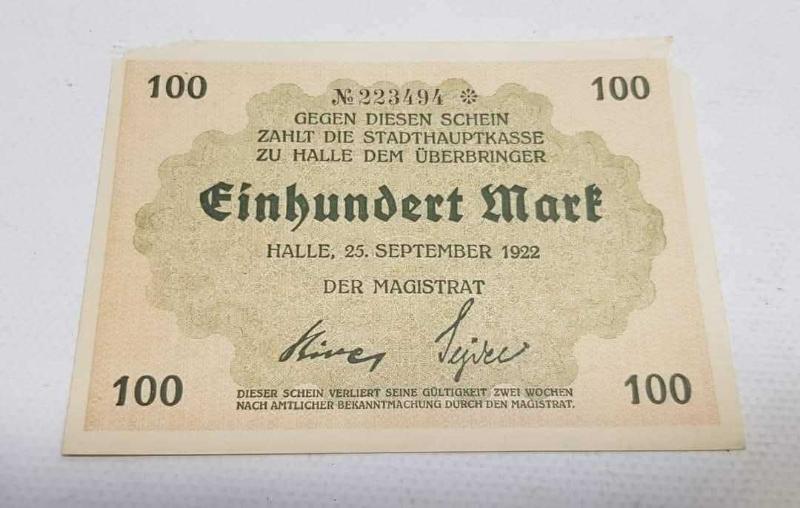 100
100
№ 223494 *
GEGEN DIESEN SCHEIN
ZAHLT DIE STADTHAUPTKASSE
ZU HALLE DEM ÜBERBRINGER
Einhundert Mark
HALLE, 25. SEPTEMBER 1922
DER MAGISTRAT
100
DIESER SCHEIN VERLIERT SEINE GÜLTIGKEIT ZWEI WOCHEN
NACH AMTLICHER BEKANNTMACHUNG DURCH DEN MAGISTRAT.
100